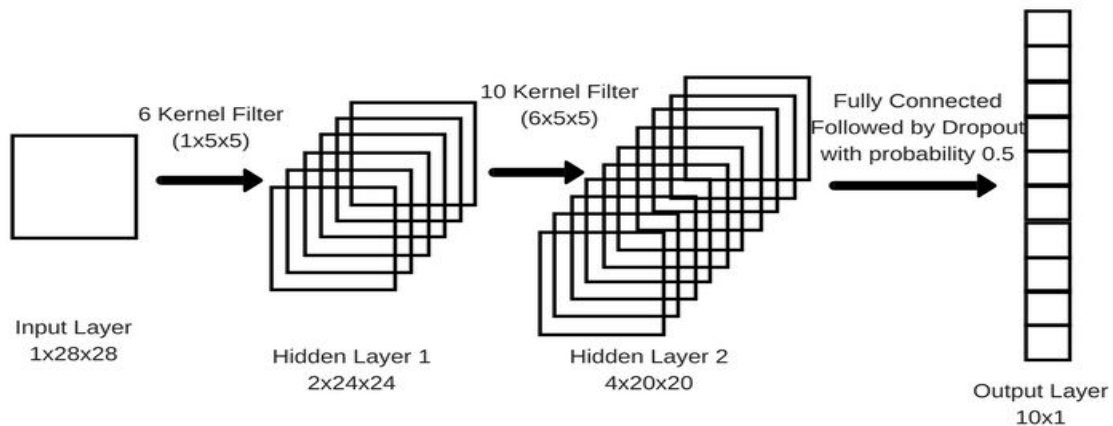 6 Kernel Filter
(1x5x5)
10 Kernel Filter
(6x5x5)
Fully Connected
Followed by Dropout
with probability 0.5
Input Layer
1x28x28
Hidden Layer 1
2x24x24
Hidden Layer 2
4x20x20
Output Layer
10x1